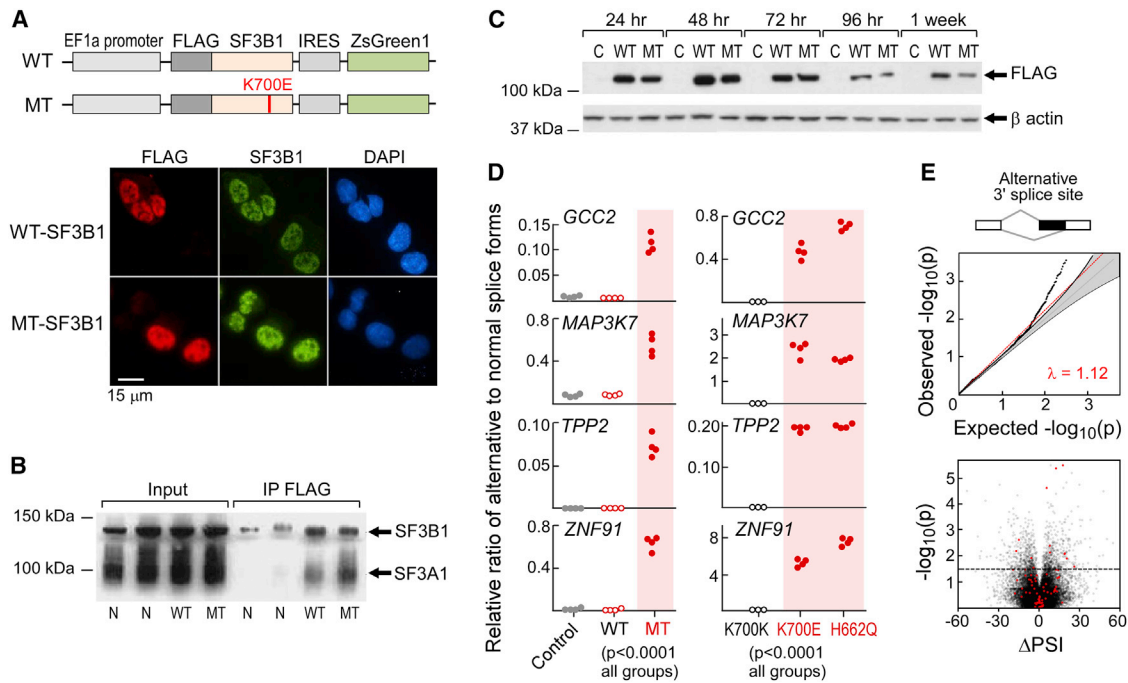 A
EF1a promoter FLAG SF3B1 IRES ZsGreen1
WT
K700E
MT
FLAG SF3B1 DAPI
WT-SF3B1
MT-SF3B1
15 μm
B
Input IP FLAG
150 kDa
SF3B1
100 kDa
SF3A1
N N WT MT N N WT MT
C
24 hr 48 hr 72 hr 96 hr 1 week
C WT MT C WT MT C WT MT C WT MT C WT MT
FLAG
100 kDa
β actin
37 kDa
D
Relative ratio of alternative to normal splice forms
GCC2
0.15
0.10
0.05
GCC2
0.8
0.4
MAP3K7
0.8
0.4
MAP3K7
3
2
1
TPP2
0.10
0.05
TPP2
0.20
0.10
ZNF91
0.8
0.4
ZNF91
8
4
Control WT MT
(p<0.0001
all groups)
K700K K700E H662Q
(p<0.0001
all groups)
E
Alternative
3' splice site
Observed -log10(p)
3
2
1
λ = 1.12
0 1 2 3
Expected -log10(p)
-log10(p)
5
4
3
2
1
-60 -30 0 30 60
ΔPSI